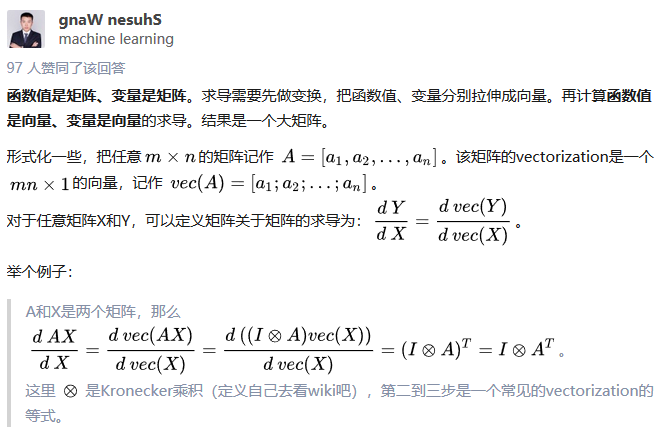 gnaW nesuhS
machine learning
97 人赞同了该回答
函数值是矩阵、变量是矩阵。求导需要先做变换，把函数值、变量分别拉伸成向量。再计算函数值
是向量、变量是向量的求导。结果是一个大矩阵。
形式化一些，把任意 m × n 的矩阵记作 A = [a_1, a_2, . . . , a_n]。该矩阵的vectorization是一个
mn × 1 的向量，记作 vec(A) = [a_1; a_2; . . . ; a_n] 。
对于任意矩阵X和Y，可以定义矩阵关于矩阵的求导为： \frac{d Y}{d X} = \frac{d vec(Y)}{d vec(X)} 。
举个例子：
A和X是两个矩阵，那么
\frac{d AX}{d X} = \frac{d vec(AX)}{d vec(X)} = \frac{d ((I ⊗ A)vec(X))}{d vec(X)} = (I ⊗ A)^T = I ⊗ A^T 。
这里 ⊗ 是Kronecker乘积（定义自己去看wiki吧），第二到三步是一个常见的vectorization的
等式。